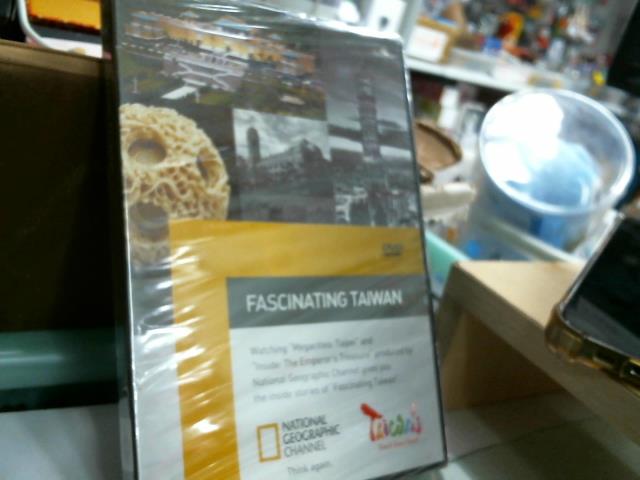 DVD
FASCINATING TAIWAN
Watching "Megacities: Taipei" and
"Inside: The Emperor's Treasure" produced by
National Geographic Channel gives you
the inside stories of "Fascinating Taiwan".
NATIONAL
GEOGRAPHIC
CHANNEL
Think again.
Taiwan